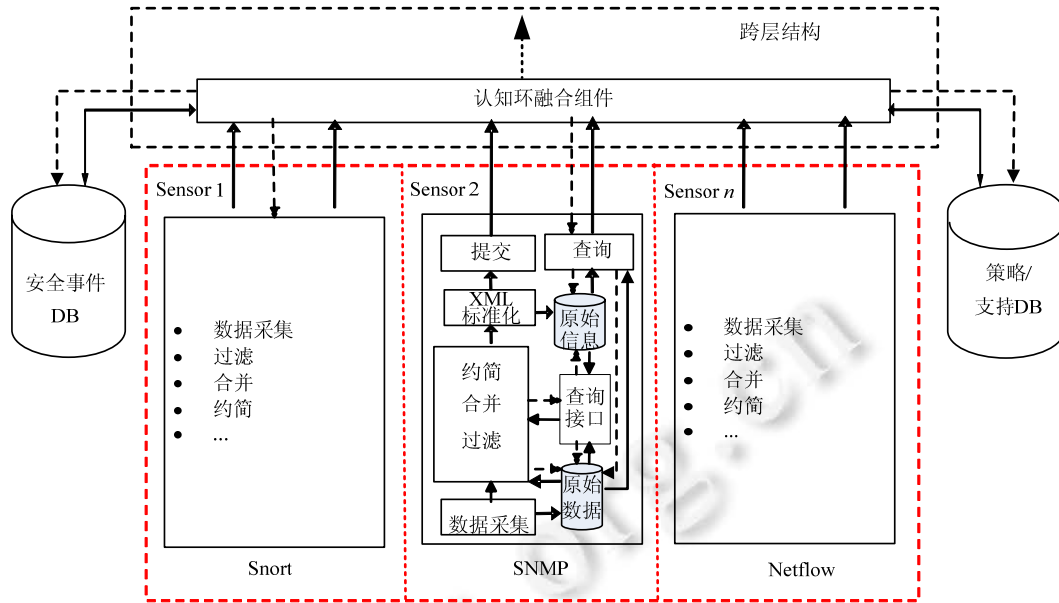 跨层结构
认知环融合组件
Sensor 1
Sensor 2
Sensor n
安全事件
DB
策略/
支持DB
● 数据采集
● 过滤
● 合并
● 约简
● ...
提交
查询
XML
标准化
原始
信息
约简
合并
过滤
查询
接口
数据采集
原始
数据
● 数据采集
● 过滤
● 合并
● 约简
● ...
Snort
SNMP
Netflow
org.cn